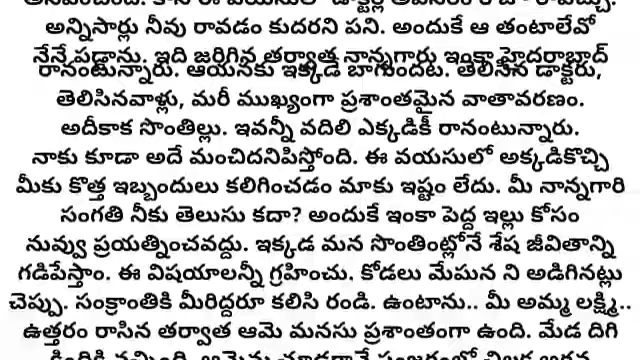 అన్నిసార్లు నీవు రావడం కుదరని పని. అందుకే ఆ తంటాలేవో
నేనే పడ్డాను. ఇది జరిగిన తర్వాత నాన్నగారు ఇంకా హైదరాబాద్
రానంటున్నారు. ఆయనకు ఇక్కడే బాగుందట. తెలిసిన డాక్టరు,
తెలిసినవాళ్లు, మరీ ముఖ్యంగా ప్రశాంతమైన వాతావరణం.
అదీకాక సొంతిల్లు. ఇవన్నీ వదిలి ఎక్కడికీ రానంటున్నారు.
నాకు కూడా అదే మంచిదనిపిస్తోంది. ఈ వయసులో అక్కడికొచ్చి
మీకు కొత్త ఇబ్బందులు కలిగించడం మాకు ఇష్టం లేదు. మీ నాన్నగారి
సంగతి నీకు తెలుసు కదా? అందుకే ఇంకా పెద్ద ఇల్లు కోసం
నువ్వు ప్రయత్నించవద్దు. ఇక్కడ మన సొంతింట్లోనే శేష జీవితాన్ని
గడిపేస్తాం. ఈ విషయాలన్నీ గ్రహించు. కోడలు మేఘన ని అడిగినట్లు
చెప్పు. సంక్రాంతికి మీరిద్దరూ కలిసి రండి. ఉంటాను.. మీ అమ్మ లక్ష్మి..
ఉత్తరం రాసిన తర్వాత ఆమె మనసు ప్రశాంతంగా ఉంది. మేడ దిగి